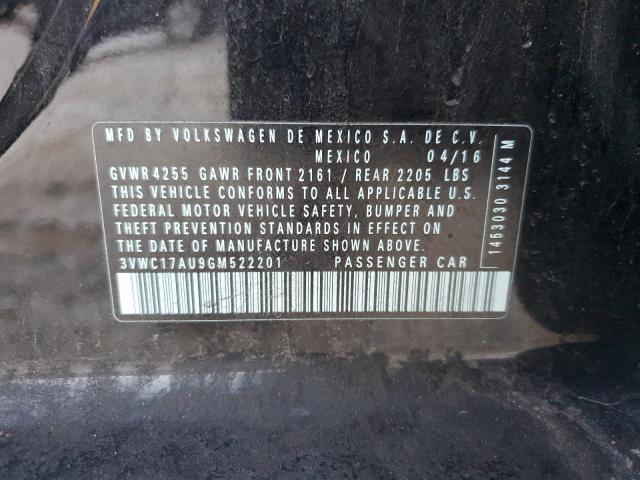 MFD BY VOLKSWAGEN DE MEXICO S.A. DE C.V.
MEXICO 04/16
GVWR 4255 GAWR FRONT 2161 / REAR 2205 LBS
THIS VEHICLE CONFORMS TO ALL APPLICABLE U.S.
FEDERAL MOTOR VEHICLE SAFETY, BUMPER AND
THEFT PREVENTION STANDARDS IN EFFECT ON
THE DATE OF MANUFACTURE SHOWN ABOVE.
3VWC17AU9GM522201 PASSENGER CAR
1453030 3144 M